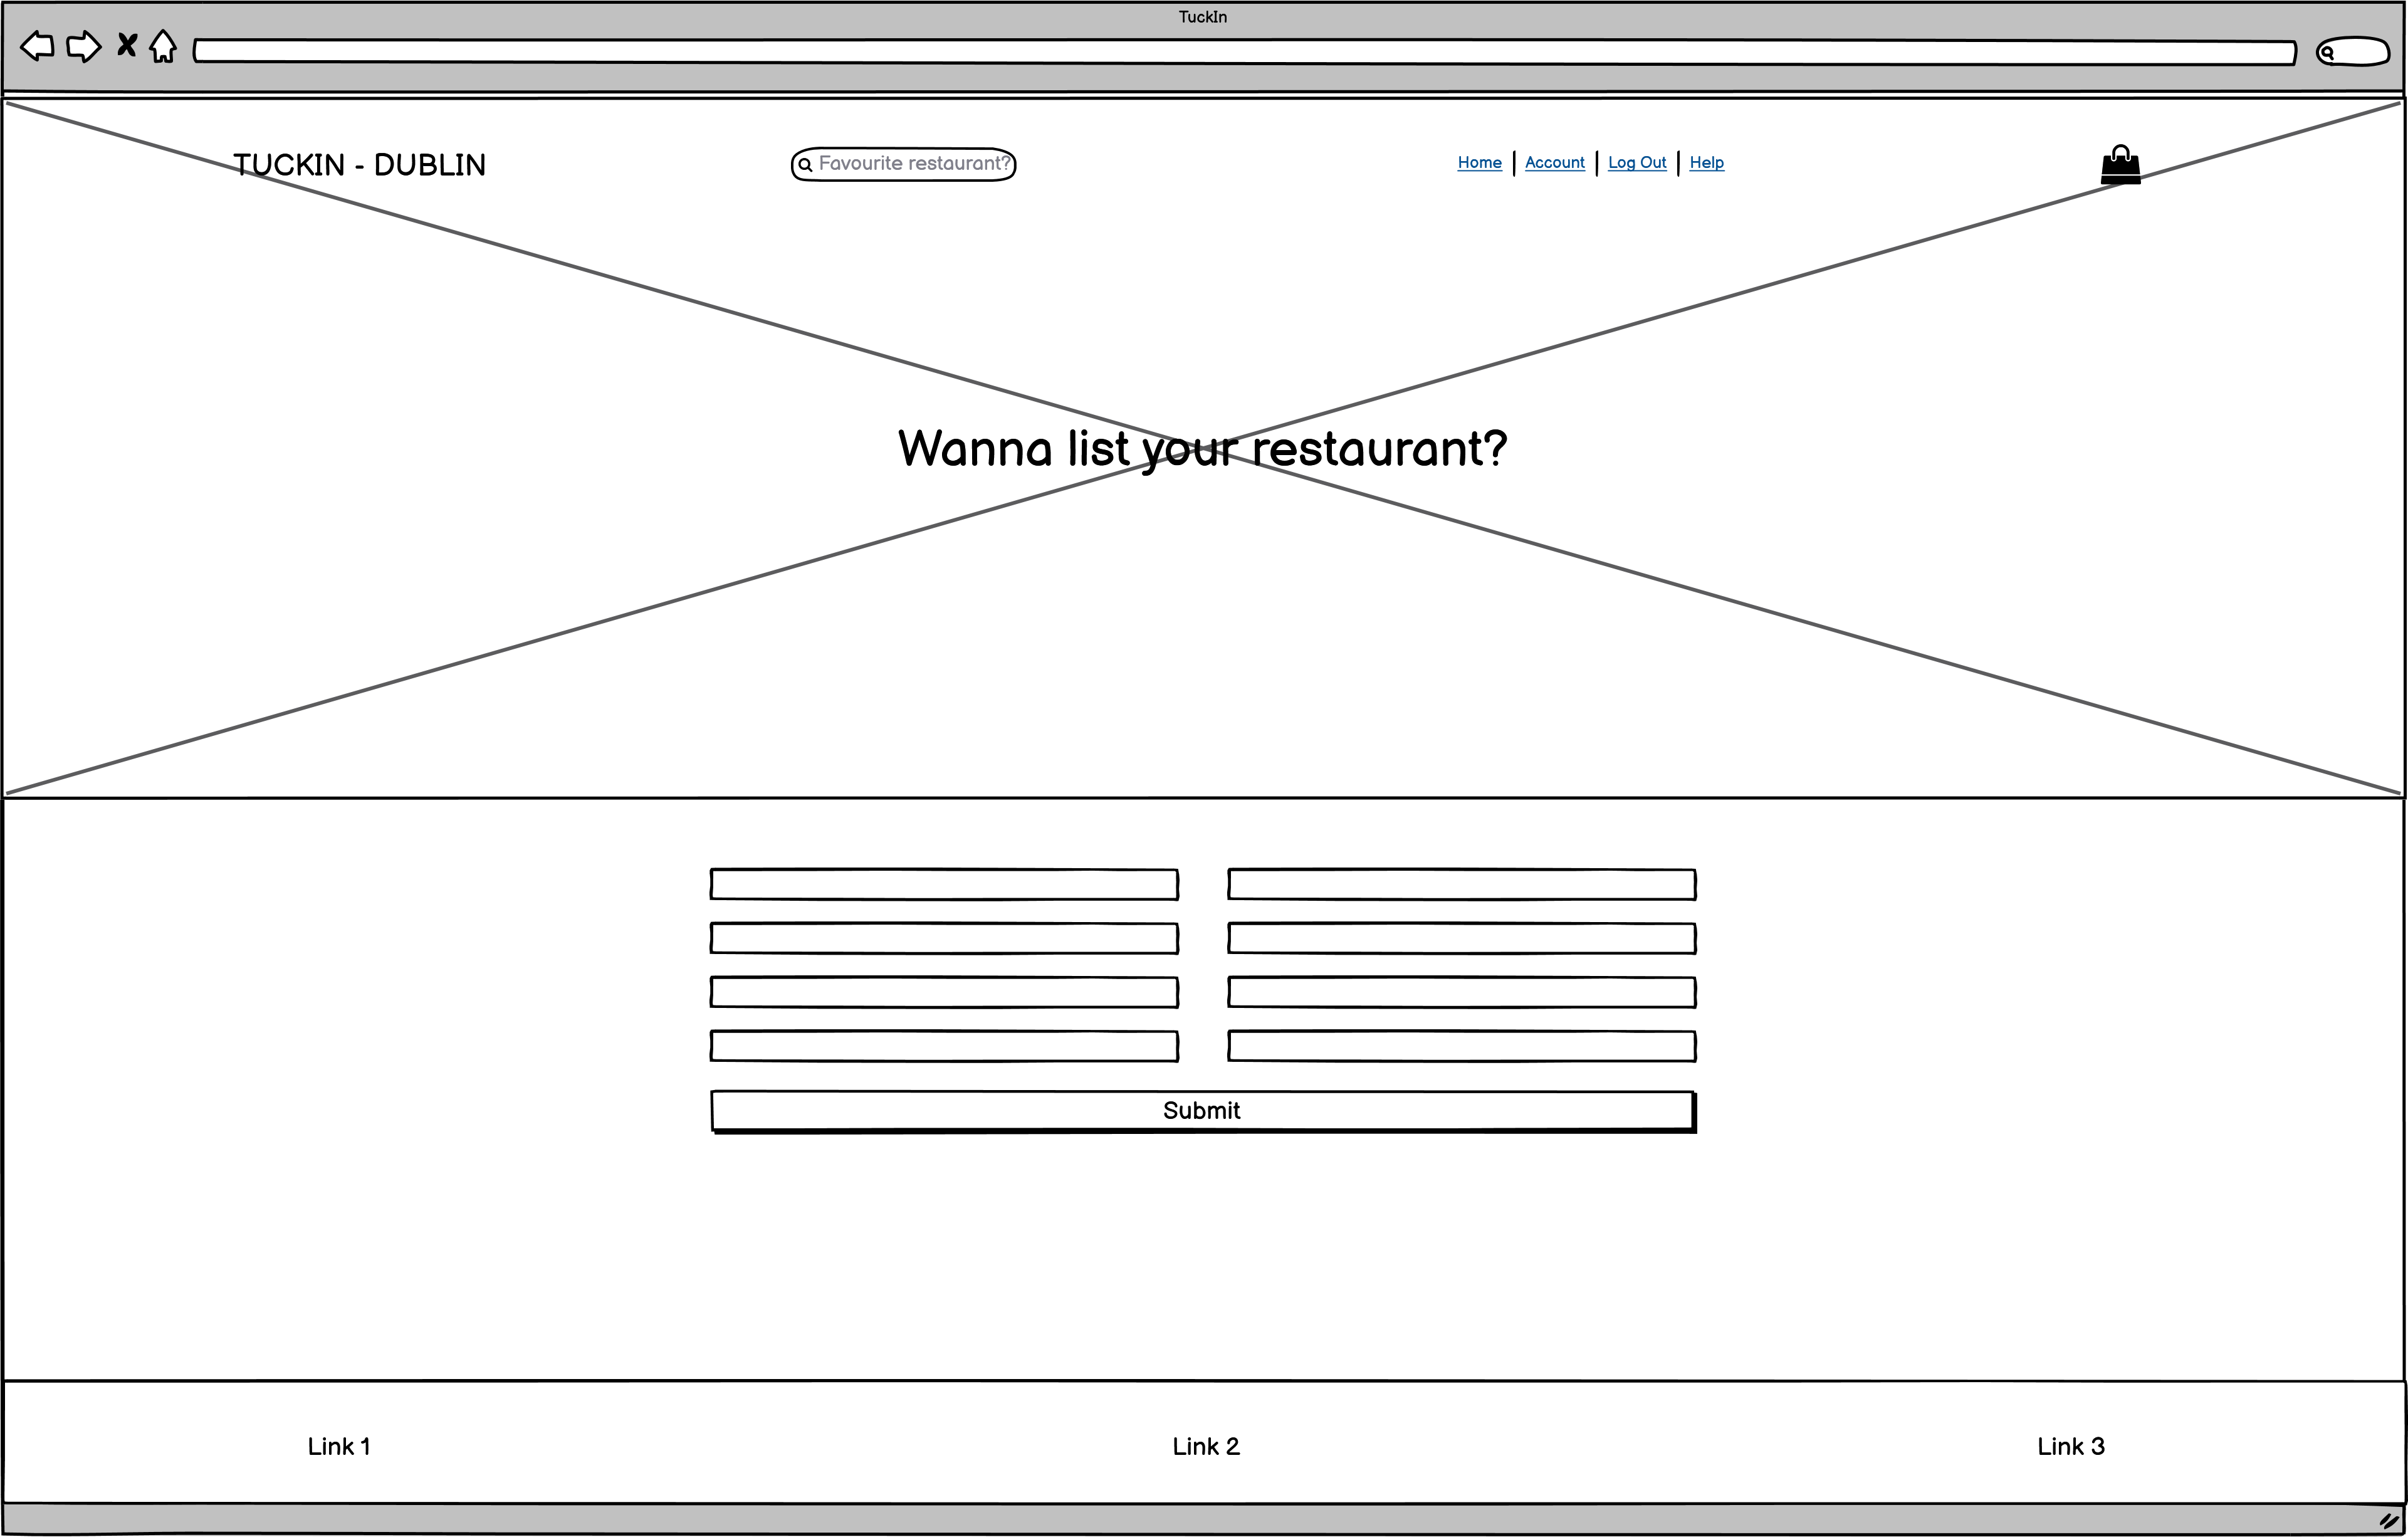 TuckIn
TUCKIN - DUBLIN
Favourite restaurant?
Home | Account | Log Out | Help
Wanna list your restaurant?
Submit
Link 1
Link 2
Link 3